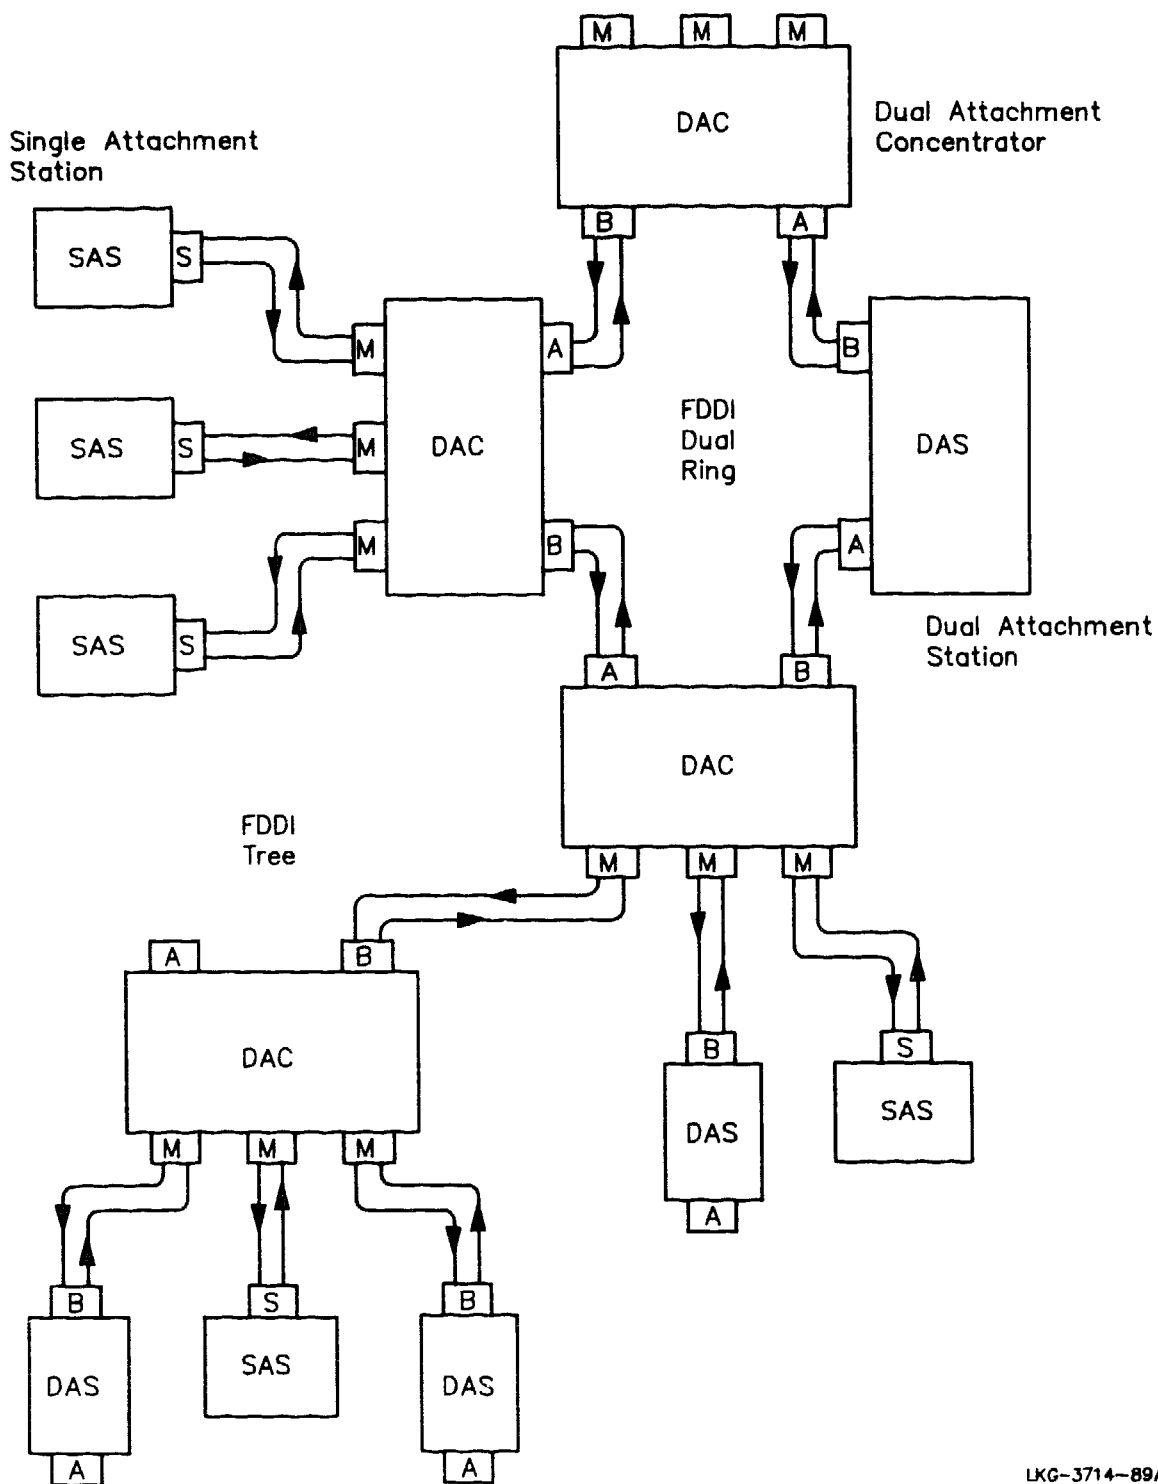 M M M
DAC
Dual Attachment
Concentrator
Single Attachment
Station
B A
SAS S
M
A
B
SAS S
M
DAC
FDDI
Dual
Ring
DAS
M
B
A
SAS S
Dual Attachment
Station
A B
DAC
FDDI
Tree
M M M
A B
DAC
B
S
DAS
SAS
M M M
A
B S B
DAS SAS DAS
A A
LKG-3714-89A